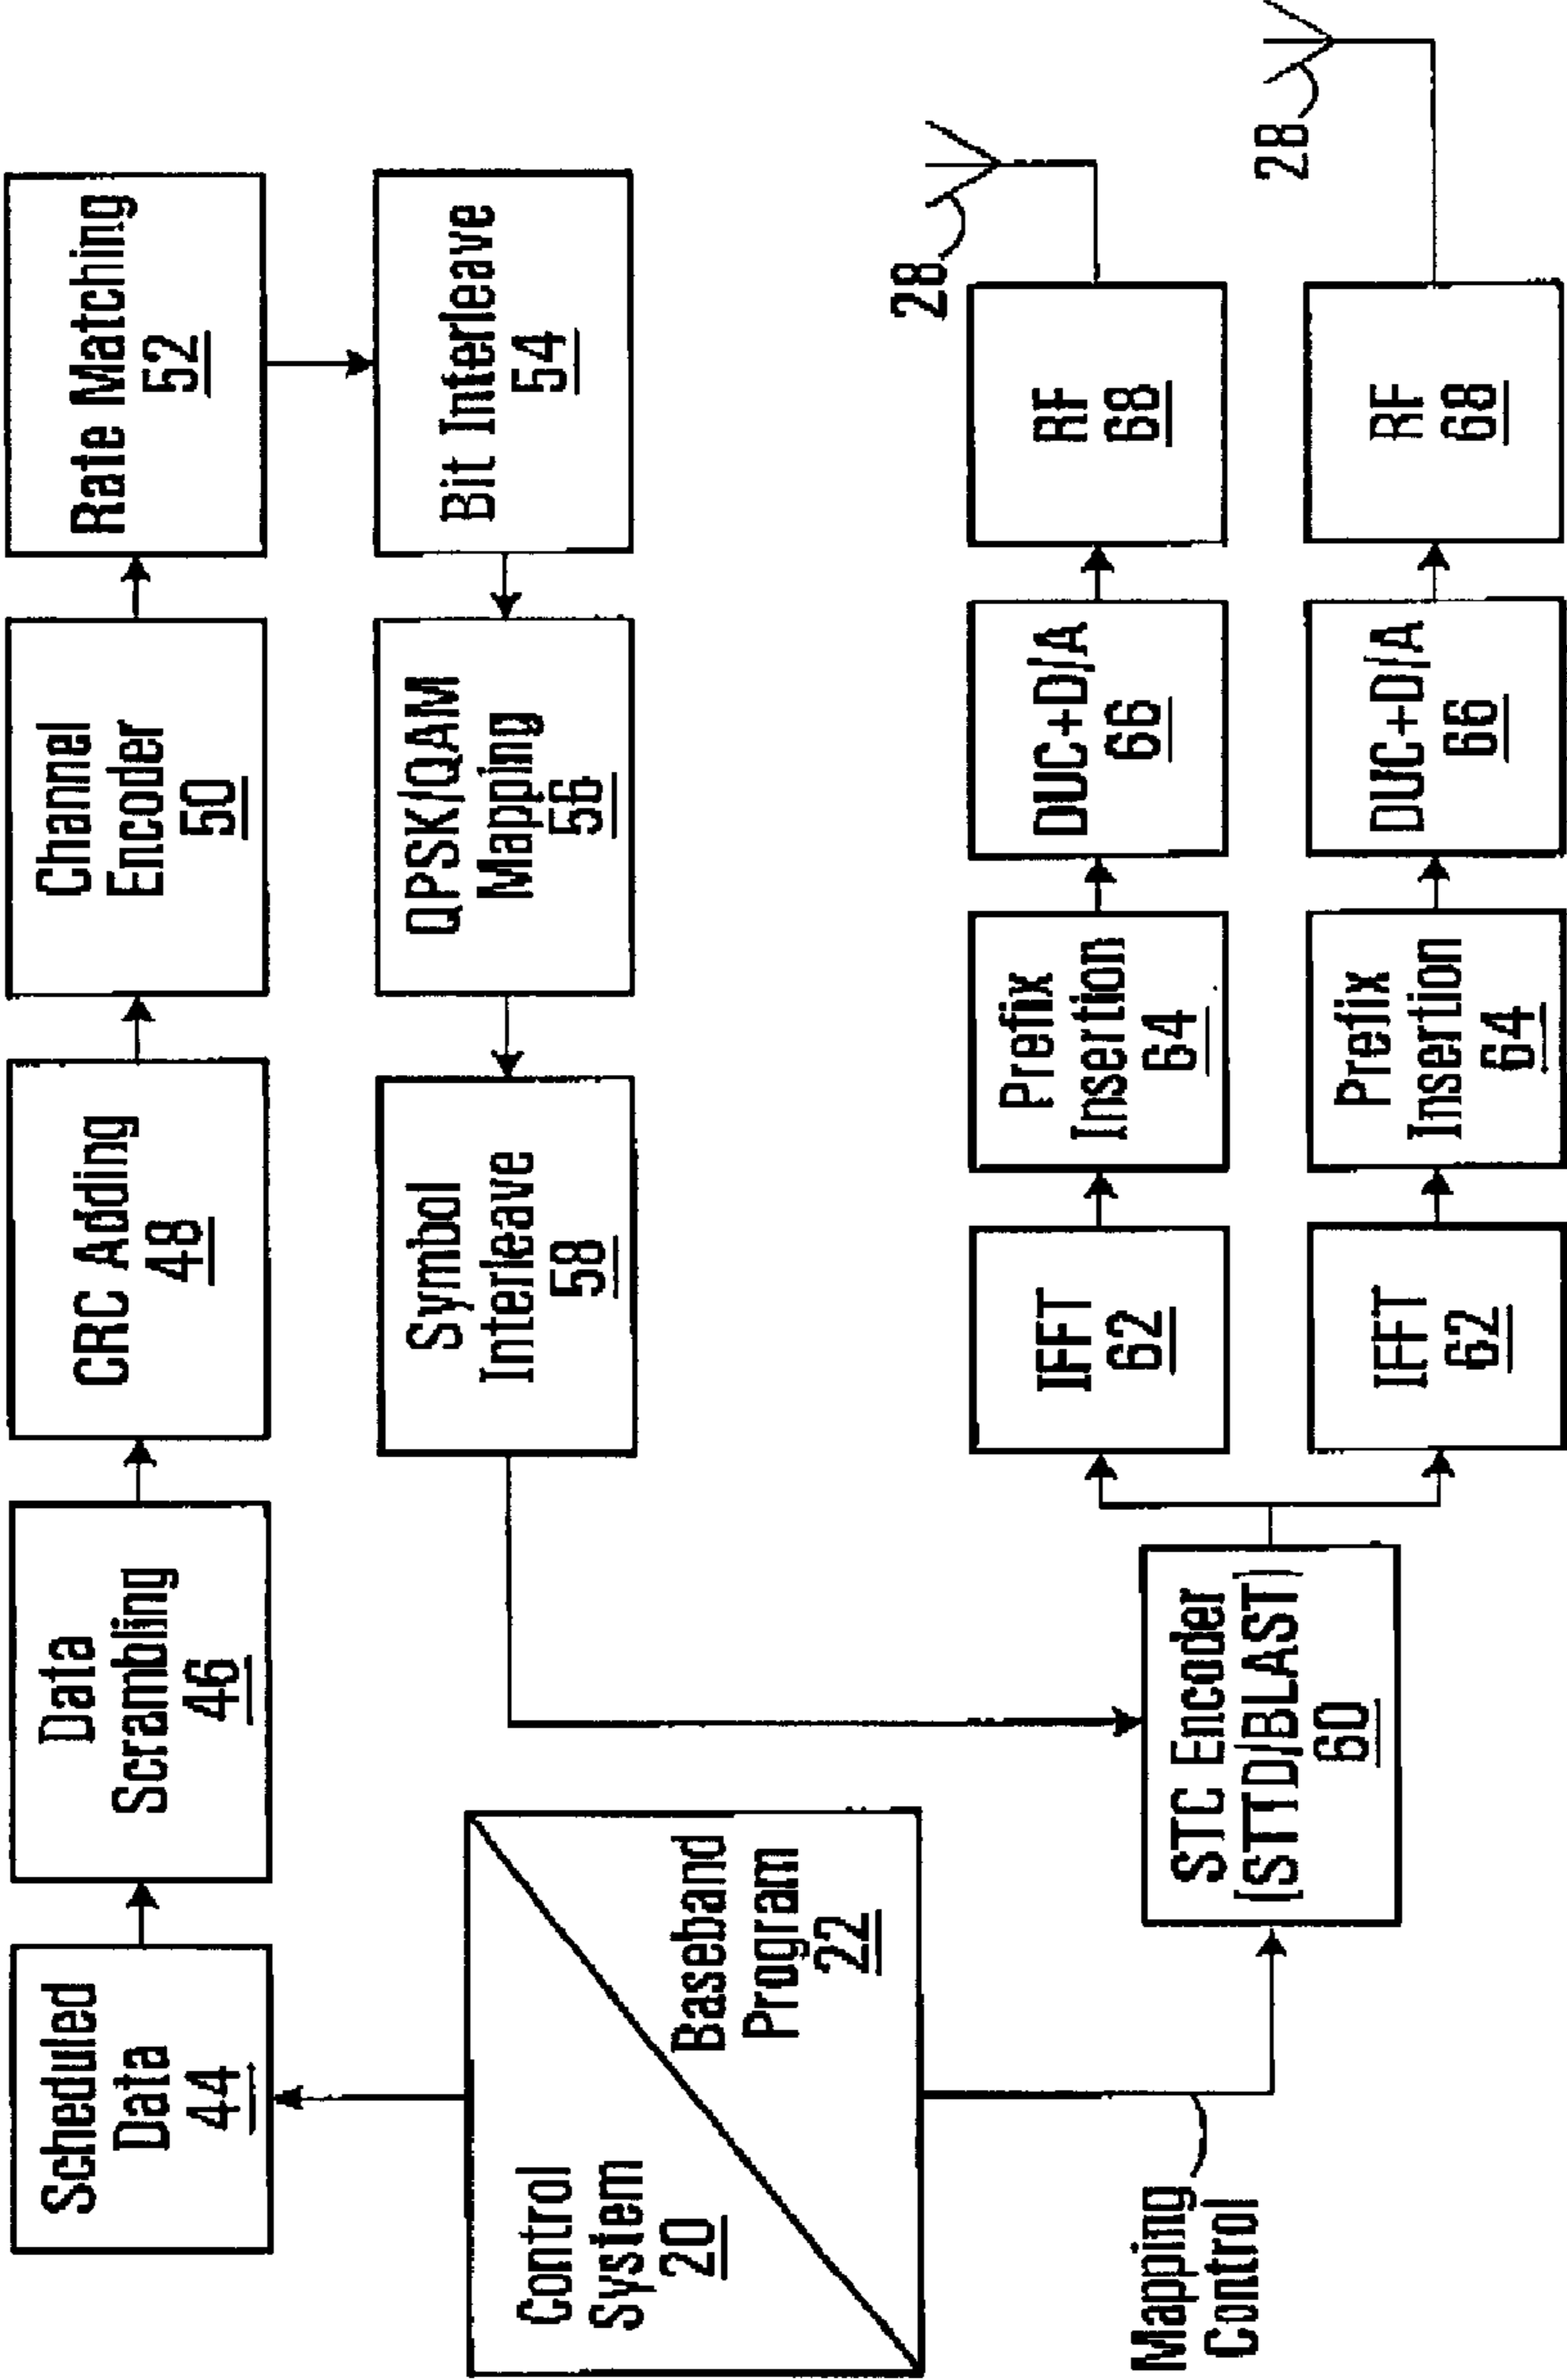 Scheduled
Data
44
Data
Scrambling
46
CRC Adding
48
Channel
Encoder
50
Rate Matching
52
Control
System
20
Baseband
Program
22
Symbol
Interleave
58
QPSK/QAM
Mapping
56
Bit Interleave
54
Mapping
Control
STC Encoder
(STTD/BLAST)
60
IFFT
62
Prefix
Insertion
64
DUC+D/A
66
RF
68
28
IFFT
62
Prefix
Insertion
64
DUC+D/A
66
RF
68
28